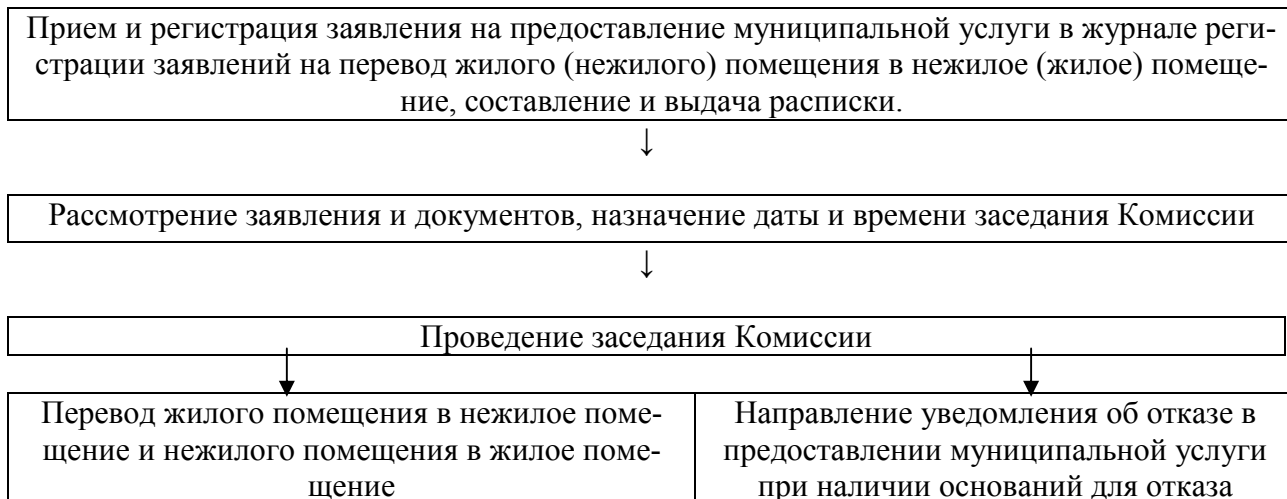 Прием и регистрация заявления на предоставление муниципальной услуги в журнале реги-
страции заявлений на перевод жилого (нежилого) помещения в нежилое (жилое) помеще-
ние, составление и выдача расписки.
↓
Рассмотрение заявления и документов, назначение даты и времени заседания Комиссии
↓
Проведение заседания Комиссии
Перевод жилого помещения в нежилое поме-
щение и нежилого помещения в жилое поме-
щение
Направление уведомления об отказе в
предоставлении муниципальной услуги
при наличии оснований для отказа